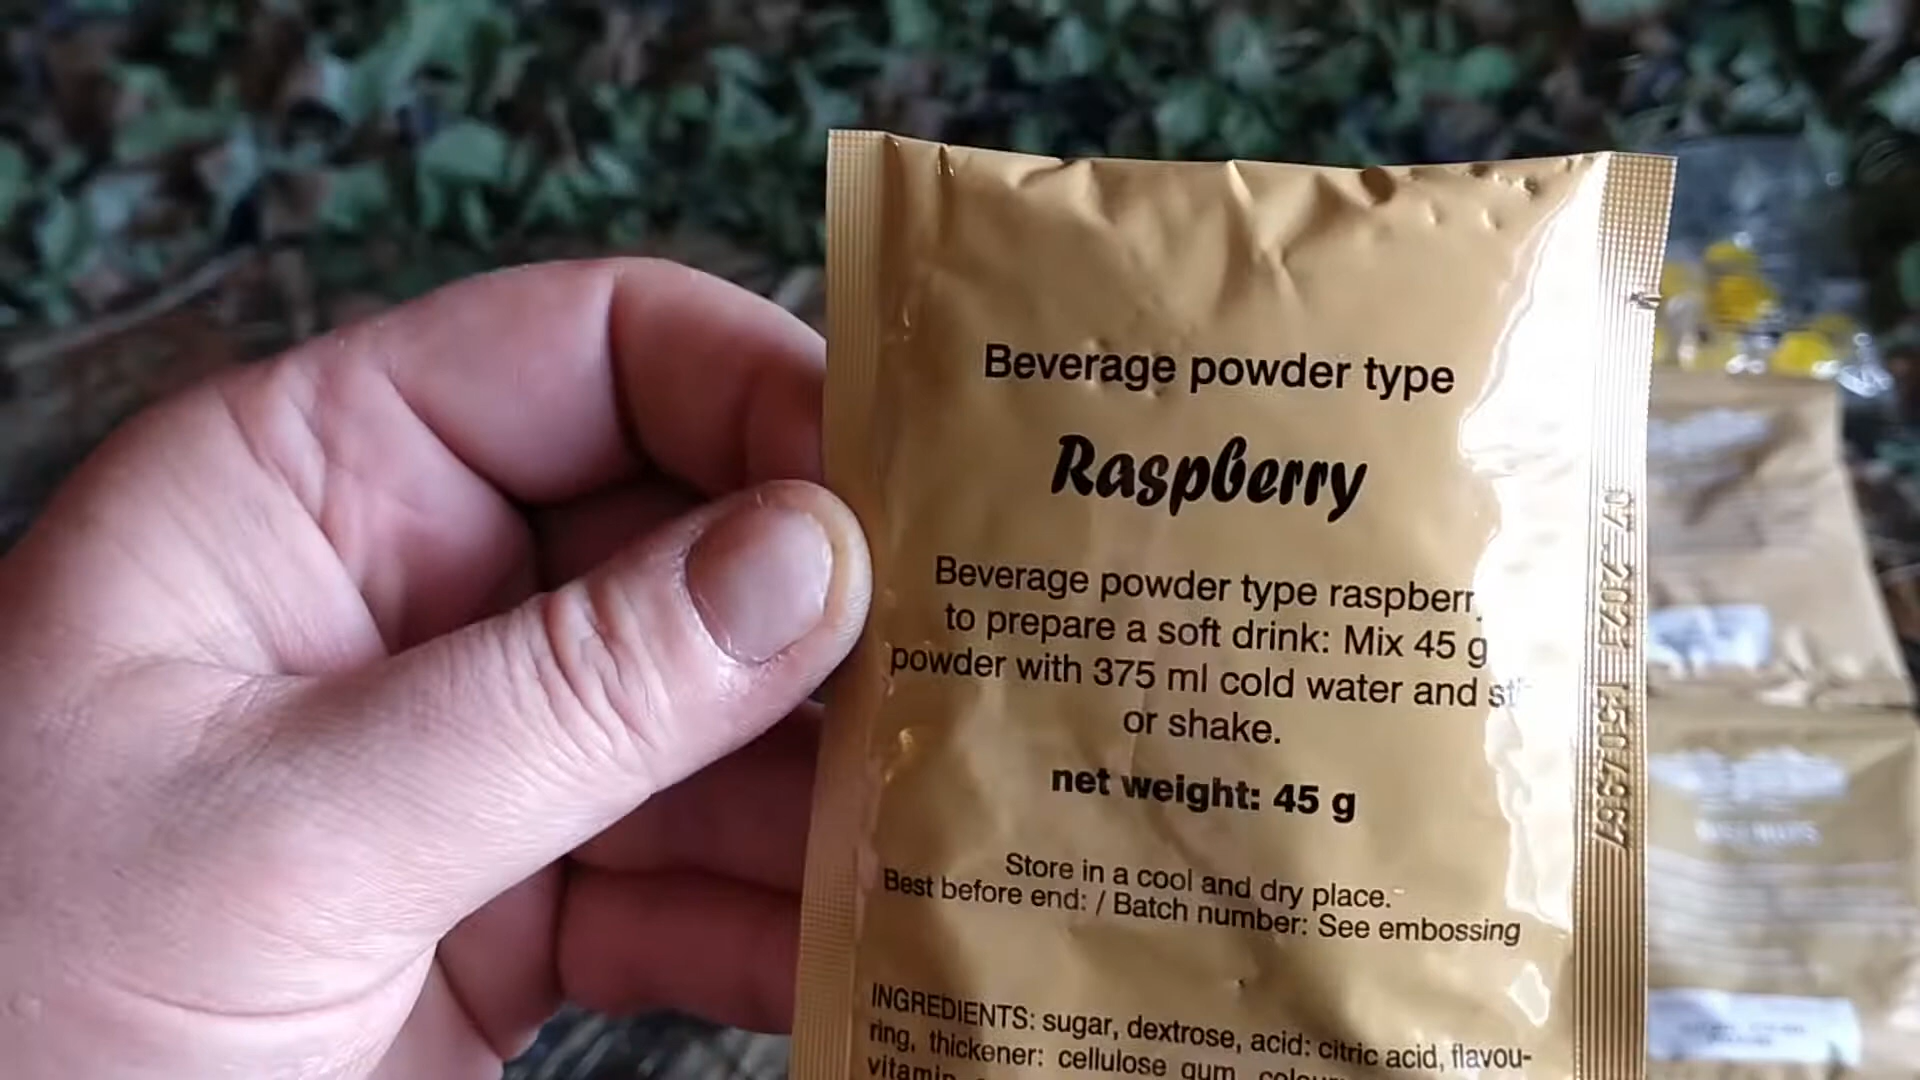 Beverage powder type
Raspberry
Beverage powder type raspberr
to prepare a soft drink: Mix 45 g
powder with 375 ml cold water and
or shake.
net weight: 45 g
Store in a cool and dry place.
Best before end: / Batch number: See embossing
INGREDIENTS: sugar, dextrose, acid: citric acid, flavou-
ring, thickener: cellulose gum,
vitamin